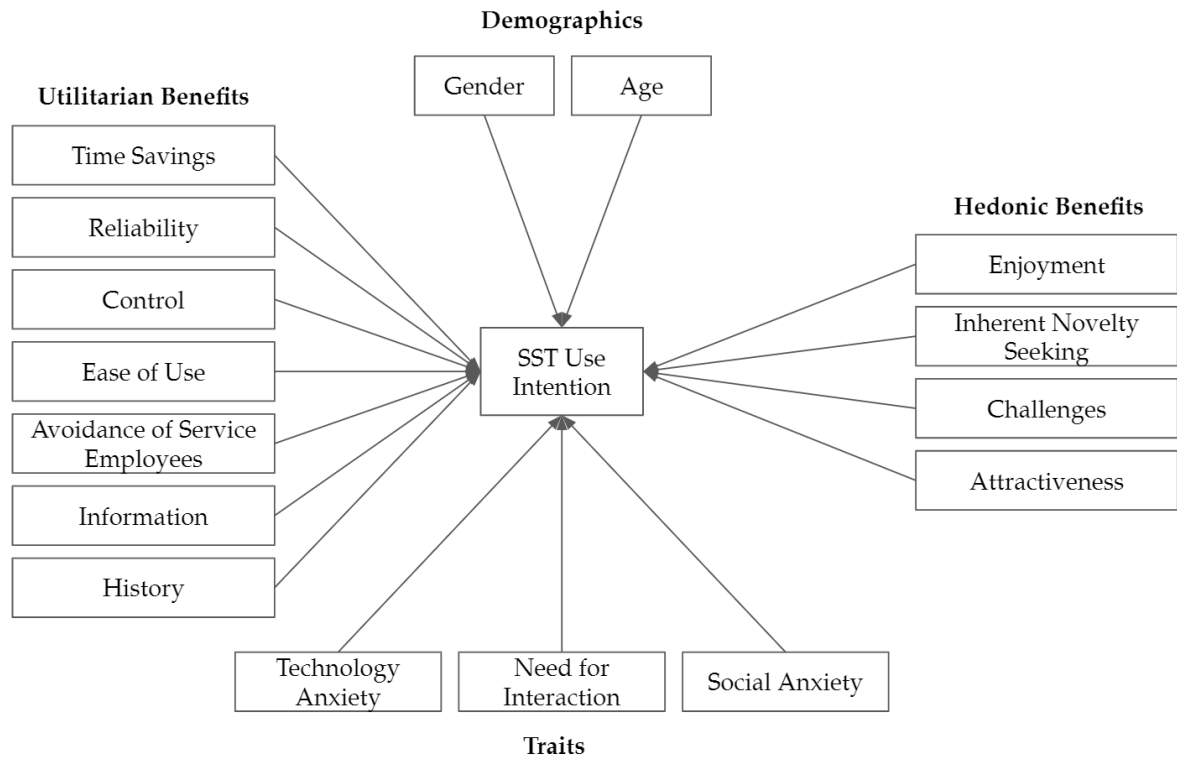 Demographics
Gender
Age
Utilitarian Benefits
Time Savings
Reliability
Control
Ease of Use
Avoidance of Service
Employees
Information
History
SST Use
Intention
Hedonic Benefits
Enjoyment
Inherent Novelty
Seeking
Challenges
Attractiveness
Technology
Anxiety
Need for
Interaction
Social Anxiety
Traits